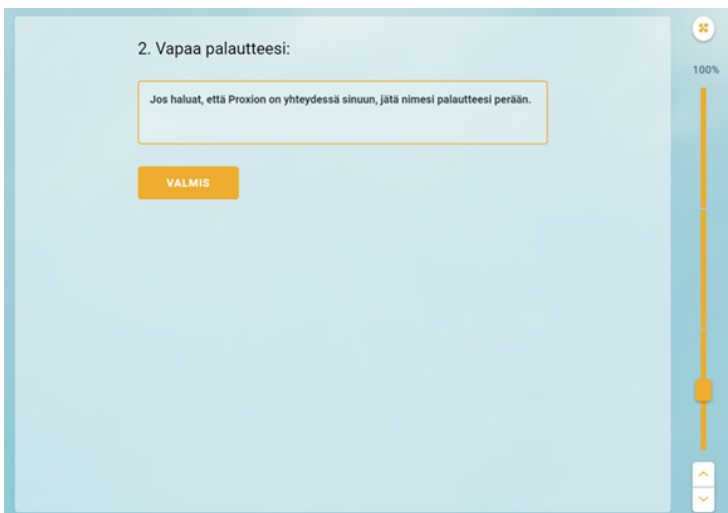 2. Vapaa palautteesi:
100%
Jos haluat, että Proxion on yhteydessä sinuun, jätä nimesi palautteesi perään.
VALMIS